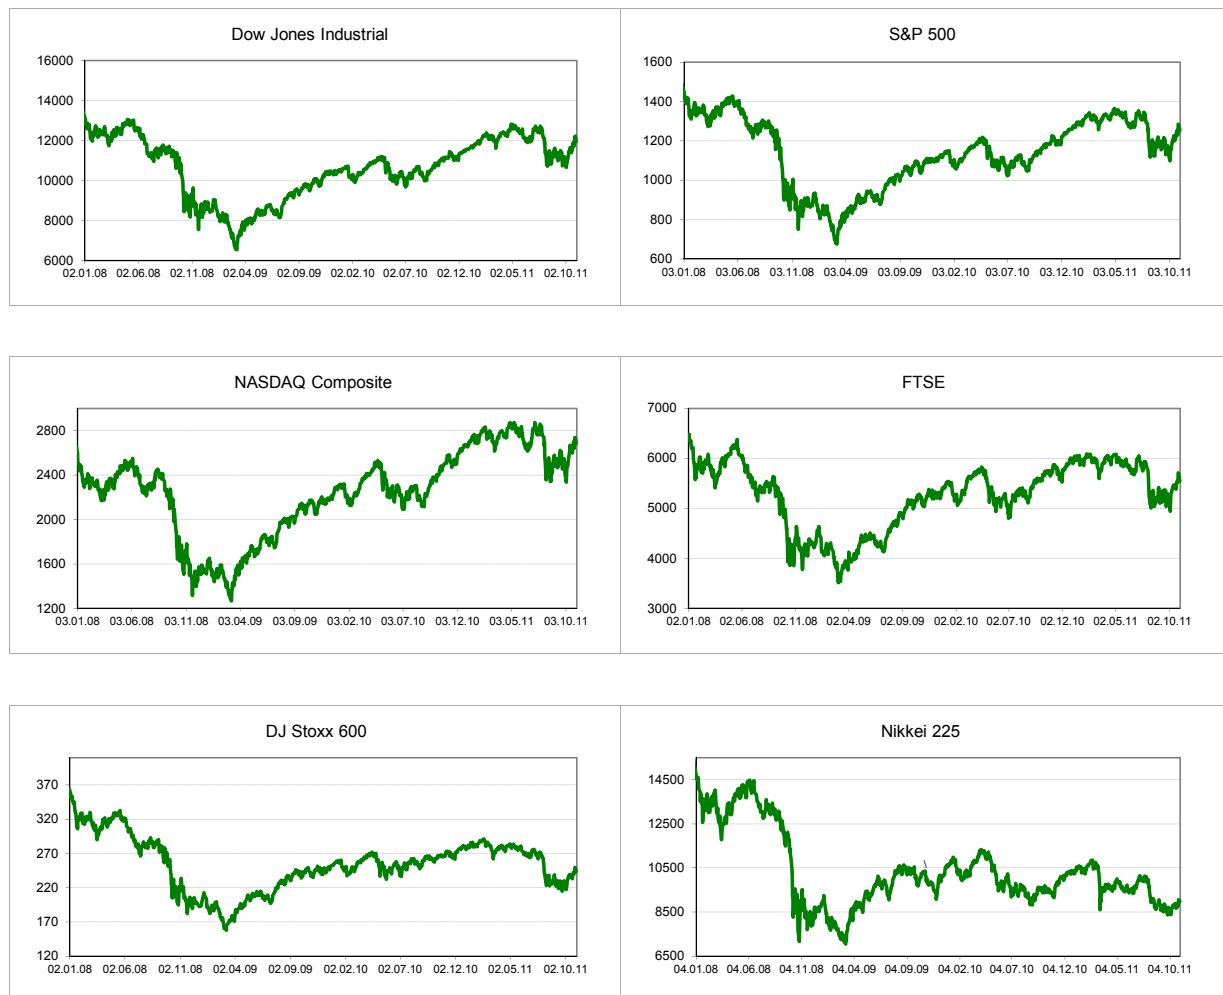 Dow Jones Industrial
16000
14000
12000
10000
8000
6000
02.01.08 02.06.08 02.11.08 02.04.09 02.09.09 02.02.10 02.07.10 02.12.10 02.05.11 02.10.11
S&P 500
1600
1400
1200
1000
800
600
03.01.08 03.06.08 03.11.08 03.04.09 03.09.09 03.02.10 03.07.10 03.12.10 03.05.11 03.10.11
NASDAQ Composite
2800
2400
2000
1600
1200
03.01.08 03.06.08 03.11.08 03.04.09 03.09.09 03.02.10 03.07.10 03.12.10 03.05.11 03.10.11
FTSE
7000
6000
5000
4000
3000
02.01.08 02.06.08 02.11.08 02.04.09 02.09.09 02.02.10 02.07.10 02.12.10 02.05.11 02.10.11
DJ Stoxx 600
370
320
270
220
170
120
02.01.08 02.06.08 02.11.08 02.04.09 02.09.09 02.02.10 02.07.10 02.12.10 02.05.11 02.10.11
Nikkei 225
14500
12500
10500
8500
6500
04.01.08 04.06.08 04.11.08 04.04.09 04.09.09 04.02.10 04.07.10 04.12.10 04.05.11 04.10.11